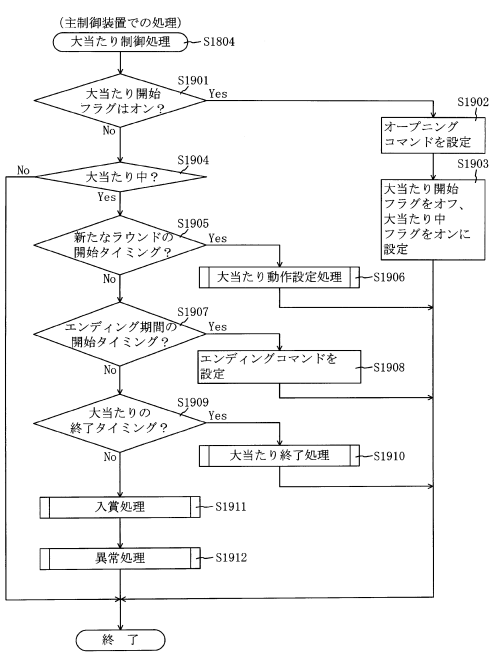 (主制御装置での処理)
大当たり制御処理
S1804
S1901
大当たり開始
フラグはオン?
Yes
No
S1902
オープニング
コマンドを設定
S1903
大当たり開始
フラグをオフ、
大当たり中
フラグをオンに
設定
S1904
大当たり中?
No
Yes
S1905
新たなラウンドの
開始タイミング?
Yes
No
大当たり動作設定処理
S1906
S1907
エンディング期間の
開始タイミング?
Yes
No
エンディングコマンドを
設定
S1908
S1909
大当たりの
終了タイミング?
Yes
No
大当たり終了処理
S1910
入賞処理
S1911
異常処理
S1912
終 了